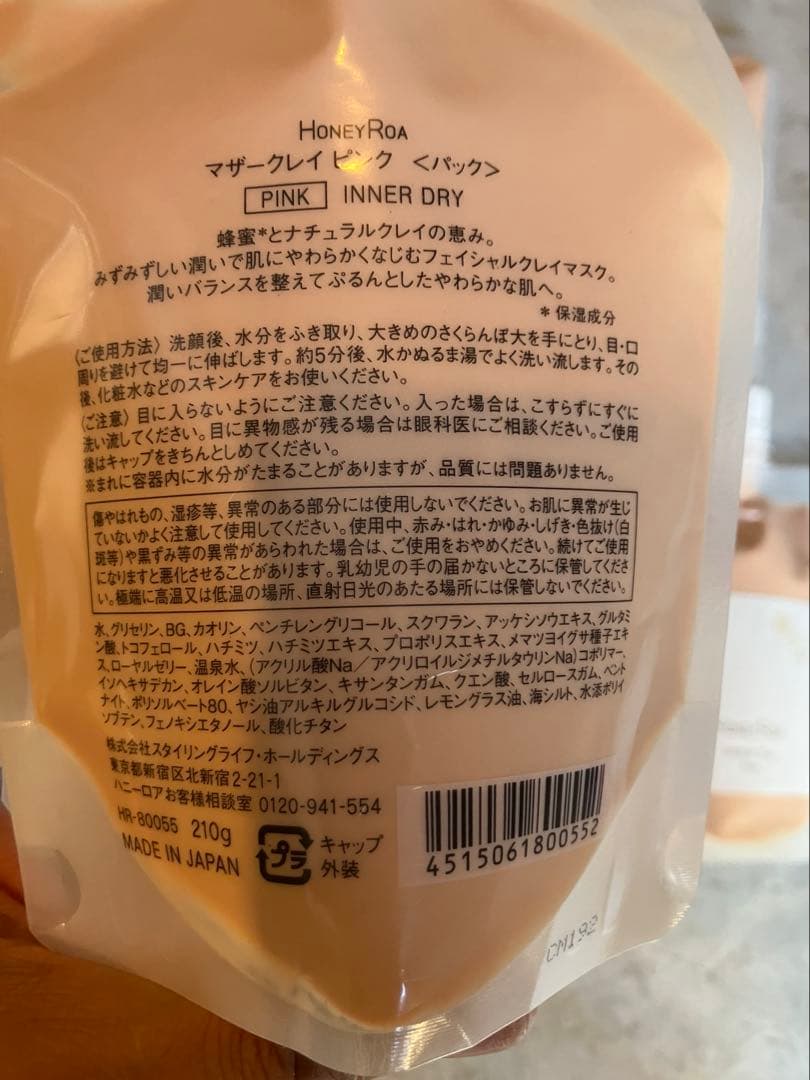 HONEYROA
マザークレイ ピンク <パック>
PINK INNER DRY
蜂蜜*とナチュラルクレイの恵み。
みずみずしい潤いで肌にやわらかくなじむフェイシャルクレイマスク。
潤いバランスを整えてぷるんとしたやわらかな肌へ。
*保湿成分
〈ご使用方法〉洗顔後、水分をふき取り、大きめのさくらんぼ大を手にとり、目・口
周りを避けて均一に伸ばします。約5分後、水かぬるま湯でよく洗い流します。その
後、化粧水などのスキンケアをお使いください。
〈ご注意〉目に入らないようにご注意ください。入った場合は、こすらずにすぐに
洗い流してください。目に異物感が残る場合は眼科医にご相談ください。ご使用
後はキャップをきちんとしめてください。
※まれに容器内に水分がたまることがありますが、品質には問題ありません。
傷やはれもの、湿疹等、異常のある部分には使用しないでください。お肌に異常が生じ
ていないかよく注意して使用してください。使用中、赤み・はれ・かゆみ・しげき・色抜け(白
斑等)や黒ずみ等の異常があらわれた場合は、ご使用をおやめください。続けてご使用
になりますと悪化させることがあります。乳幼児の手の届かないところに保管してくださ
い。極端に高温又は低温の場所、直射日光のあたる場所には保管しないでください。
水、グリセリン、BG、カオリン、ペンチレングリコール、スクワラン、アッケシソウエキス、グルタミ
ン酸、トコフェロール、ハチミツ、ハチミツエキス、プロポリスエキス、メマツヨイグサ種子エキ
ス、ローヤルゼリー、温泉水、(アクリル酸Na/アクリロイルジメチルタウリンNa)コポリマー、
イソヘキサデカン、オレイン酸ソルビタン、キサンタンガム、クエン酸、セルロースガム、ベント
ナイト、ポリソルベート80、ヤシ油アルキルグルコシド、レモングラス油、海シルト、水添ポリイ
ソブテン、フェノキシエタノール、酸化チタン
株式会社スタイリングライフ・ホールディングス
東京都新宿区北新宿2-21-1
ハニーロアお客様相談室 0120-941-554
HR-80055 210g
MADE IN JAPAN
プラ
キャップ
外装
4515061800552
CM192